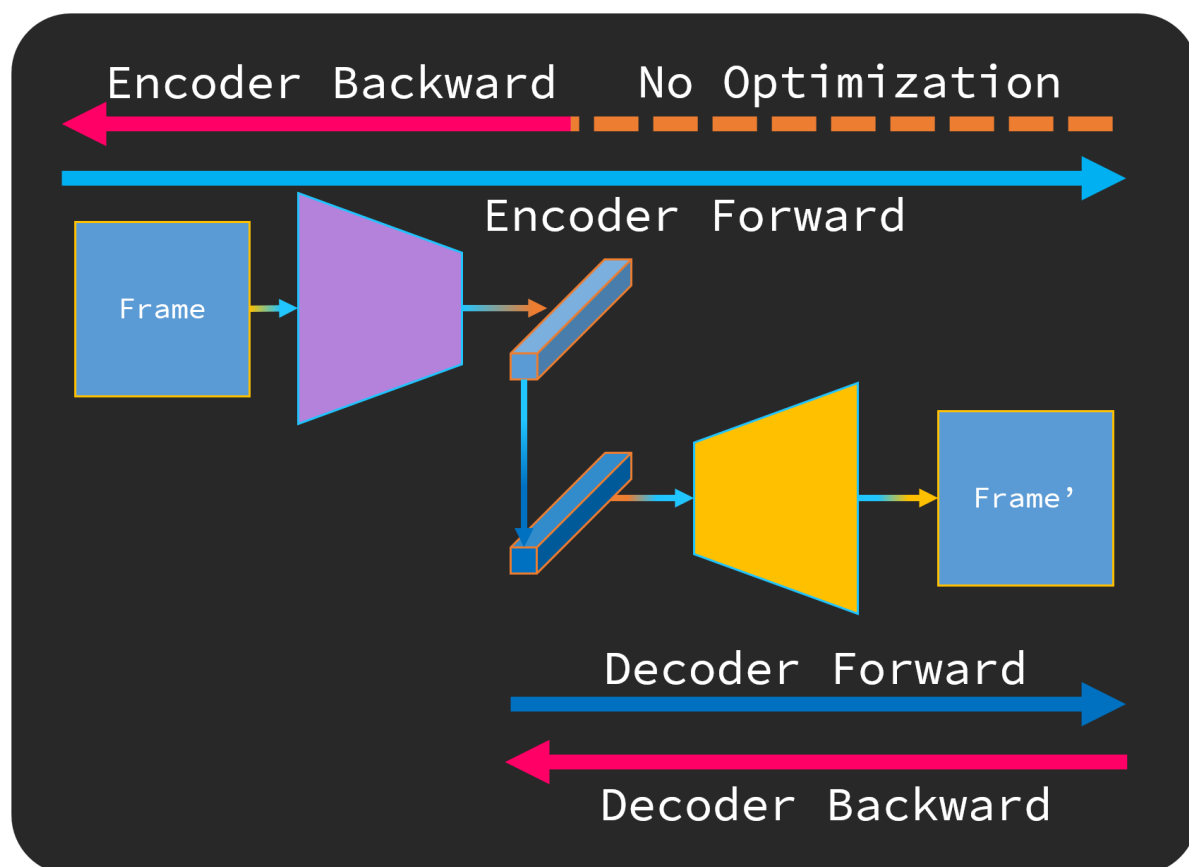 Encoder Backward
No Optimization
Encoder Forward
Frame
Frame’
Decoder Forward
Decoder Backward